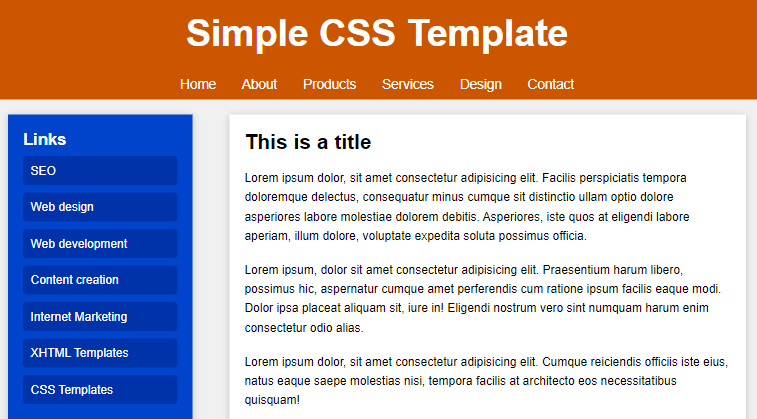 Simple CSS Template
Home About Products Services Design Contact
Links
SEO
Web design
Web development
Content creation
Internet Marketing
XHTML Templates
CSS Templates
This is a title
Lorem ipsum dolor, sit amet consectetur adipisicing elit. Facilis perspiciatis tempora
doloremque delectus, consequatur minus cumque sit distinctio ullam optio dolore
asperiores labore molestiae dolorem debitis. Asperiores, iste quos at eligendi labore
aperiam, illum dolore, voluptate expedita soluta possimus officia.
Lorem ipsum, dolor sit amet consectetur adipisicing elit. Praesentium harum libero,
possimus hic, aspernatur cumque amet perferendis cum ratione ipsum facilis eaque modi.
Dolor ipsa placeat aliquam sit, iure in! Eligendi nostrum vero sint numquam harum enim
consectetur odio alias.
Lorem ipsum dolor, sit amet consectetur adipisicing elit. Cumque reiciendis officiis iste eius,
natus eaque saepe molestias nisi, tempora facilis at architecto eos necessitatibus
quisquam!